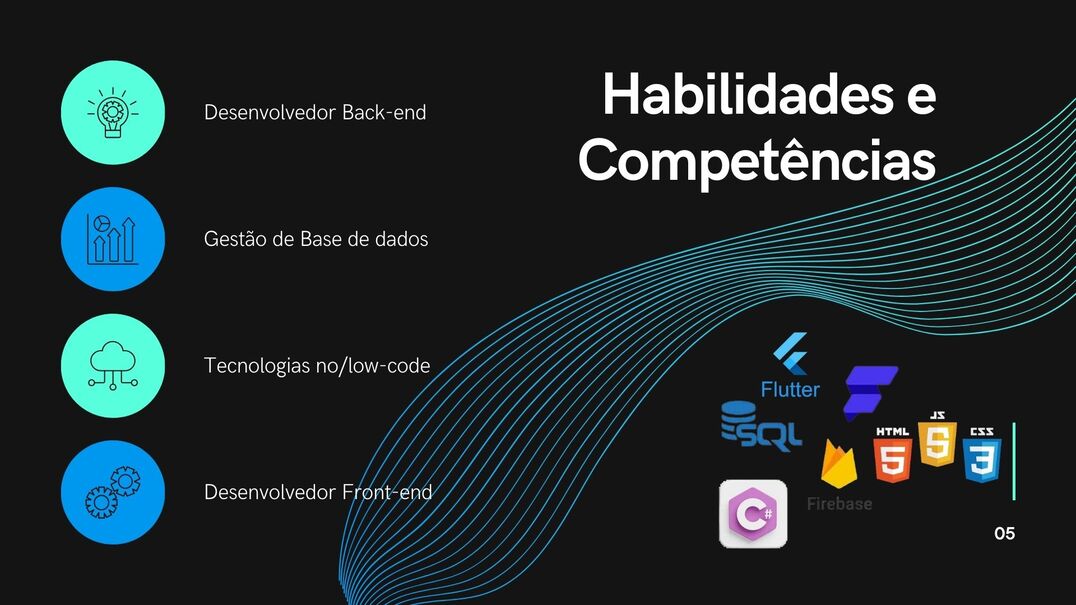 Habilidades e
Competências
Desenvolvedor Back-end
Gestão de Base de dados
Tecnologias no/low-code
Desenvolvedor Front-end
Flutter
SQL
HTML
5
JS
5
CSS
3
Firebase
C#
05